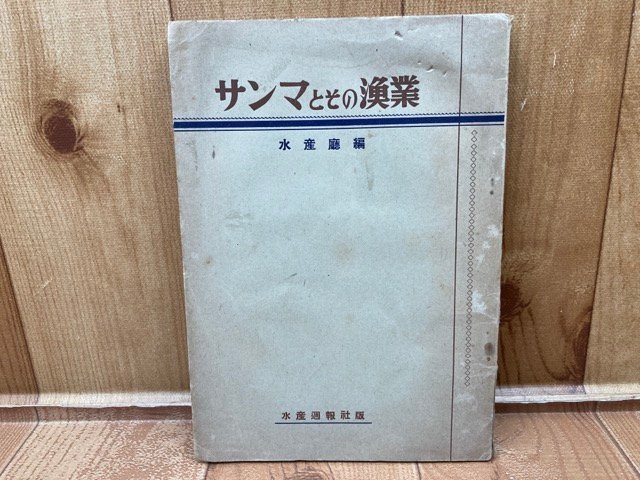 サンマとその漁業
水産廳編
水産週報社版